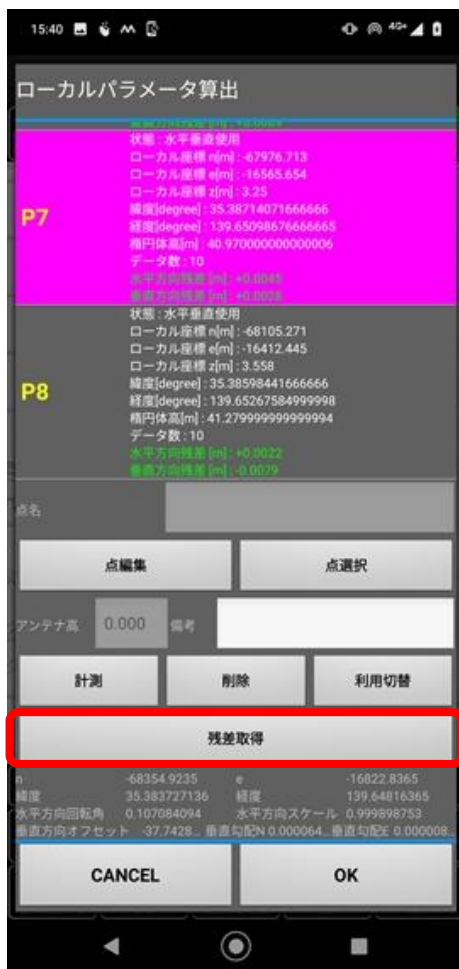 15:40 4G+
ローカルパラメータ算出
P7
状態 : 水平垂直使用
ローカル座標 n[m] : -67976.713
ローカル座標 e[m] : -16565.654
ローカル座標 z[m] : 3.25
緯度[degree] : 35.38714071666666
経度[degree] : 139.65098676666665
楕円体高[m] : 40.970000000000006
データ数 : 10
水平方向残差 [m] : +0.0045
垂直方向残差 [m] : +0.0028
P8
状態 : 水平垂直使用
ローカル座標 n[m] : -68105.271
ローカル座標 e[m] : -16412.445
ローカル座標 z[m] : 3.558
緯度[degree] : 35.38598441666666
経度[degree] : 139.65267584999998
楕円体高[m] : 41.279999999999994
データ数 : 10
水平方向残差 [m] : +0.0022
垂直方向残差 [m] : -0.0079
点名
点編集 点選択
アンテナ高 0.000 備考
計測 削除 利用切替
残差取得
n -68354.9235 e -16822.8365
緯度 35.383727136 経度 139.64816365
水平方向回転角 0.107084094 水平方向スケール 0.999898753
垂直方向オフセット -37.7428... 垂直勾配N 0.000064... 垂直勾配E 0.000008...
CANCEL OK